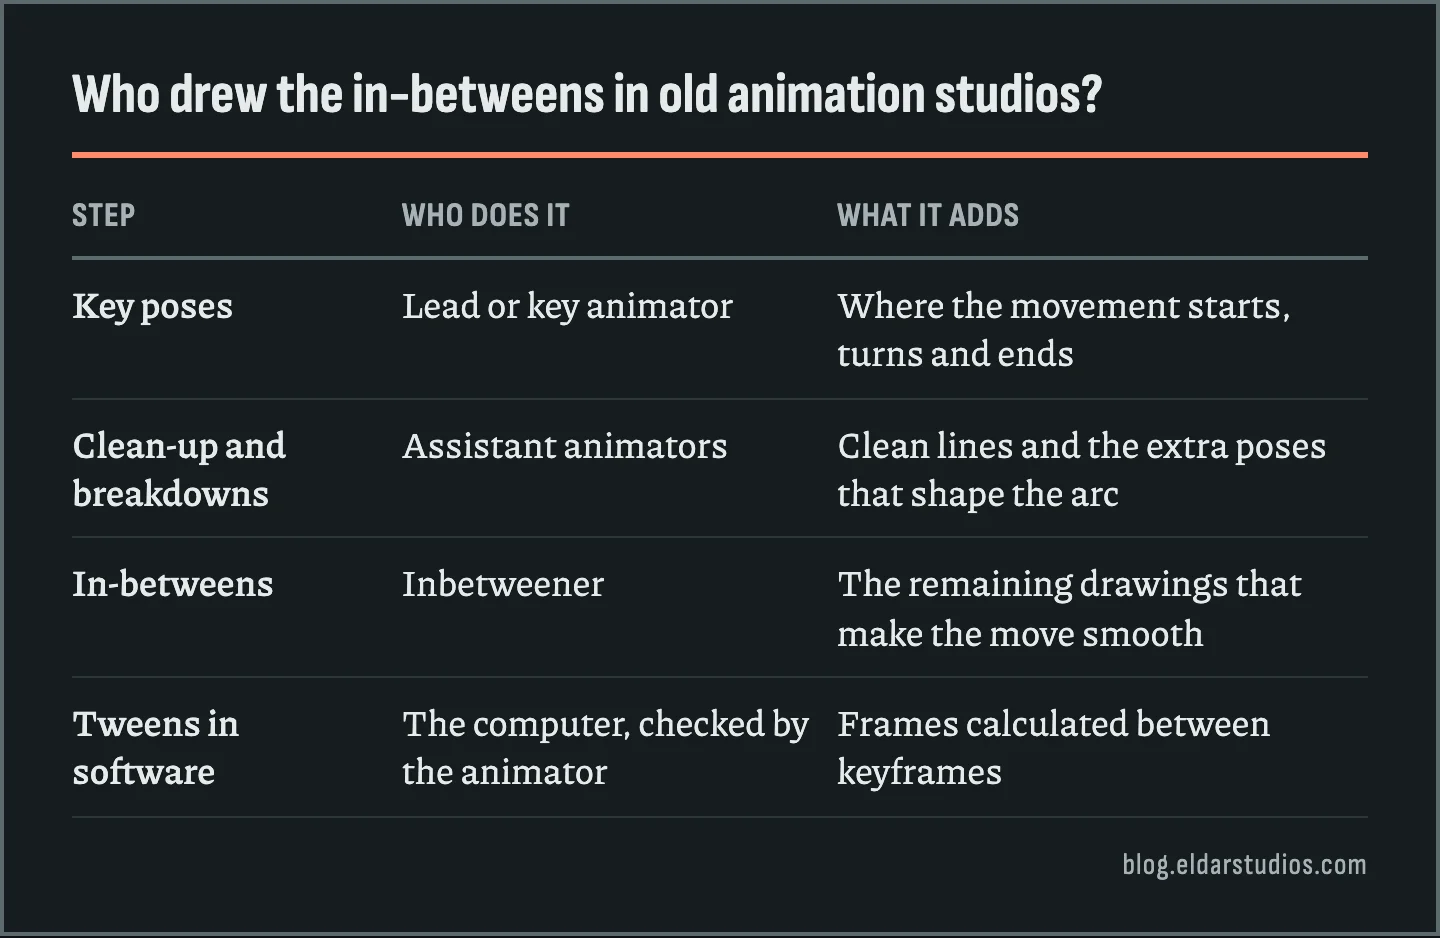 Who drew the in-betweens in old animation studios?
STEP WHO DOES IT WHAT IT ADDS
Key poses Lead or key animator Where the movement starts,
turns and ends
Clean-up and Assistant animators Clean lines and the extra poses
breakdowns that shape the arc
In-betweens Inbetweener The remaining drawings that
make the move smooth
Tweens in The computer, checked by Frames calculated between
software the animator keyframes
blog.eldarstudios.com